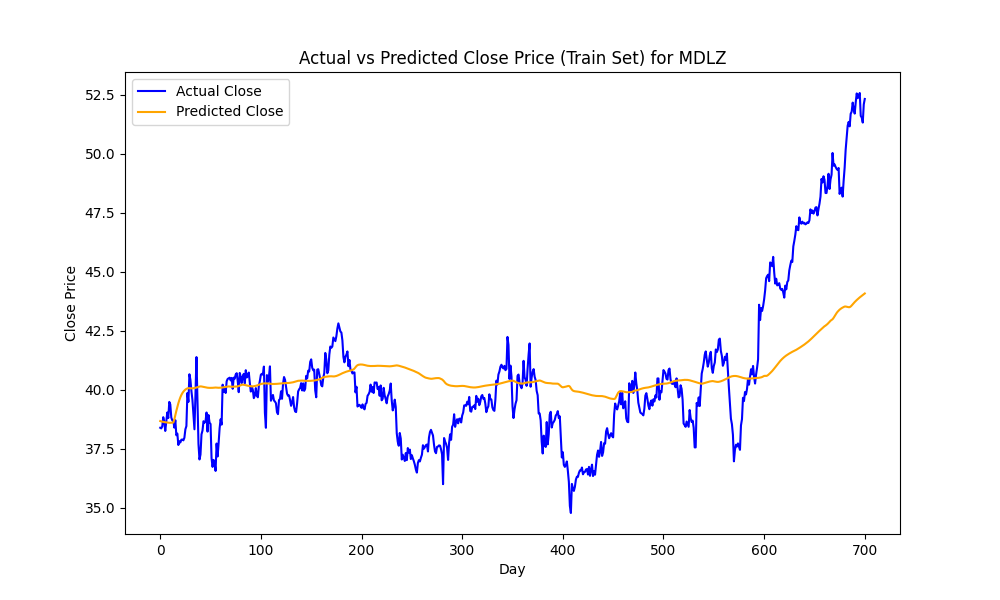 Actual vs Predicted Close Price (Train Set) for MDLZ
Actual Close
Predicted Close
52.5
50.0
47.5
45.0
42.5
40.0
37.5
35.0
Close Price
0 100 200 300 400 500 600 700
Day